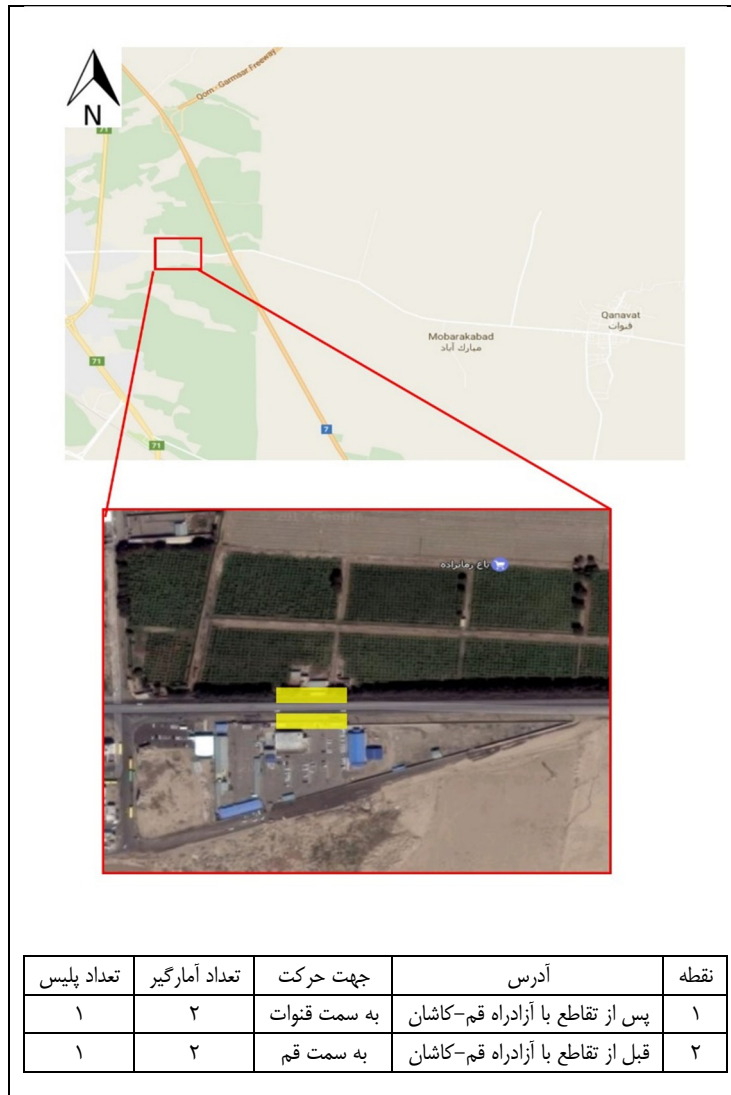 Qom - Garmsar Freeway
N
71
Qanavat
قنوات
Mobarakabad
مبارك آباد
71
7
71
باغ رضازاده
نقطه آدرس جهت حرکت تعداد آمارگیر تعداد پلیس
۱ پس از تقاطع با آزادراه قم-کاشان به سمت قنوات ۲ ۱
۲ قبل از تقاطع با آزادراه قم-کاشان به سمت قم ۲ ۱